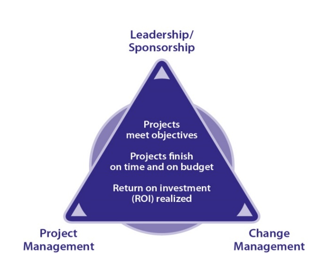 Leadership/
Sponsorship
Projects
meet objectives
Projects finish
on time and on budget
Return on investment
(ROI) realized
Project
Management
Change
Management